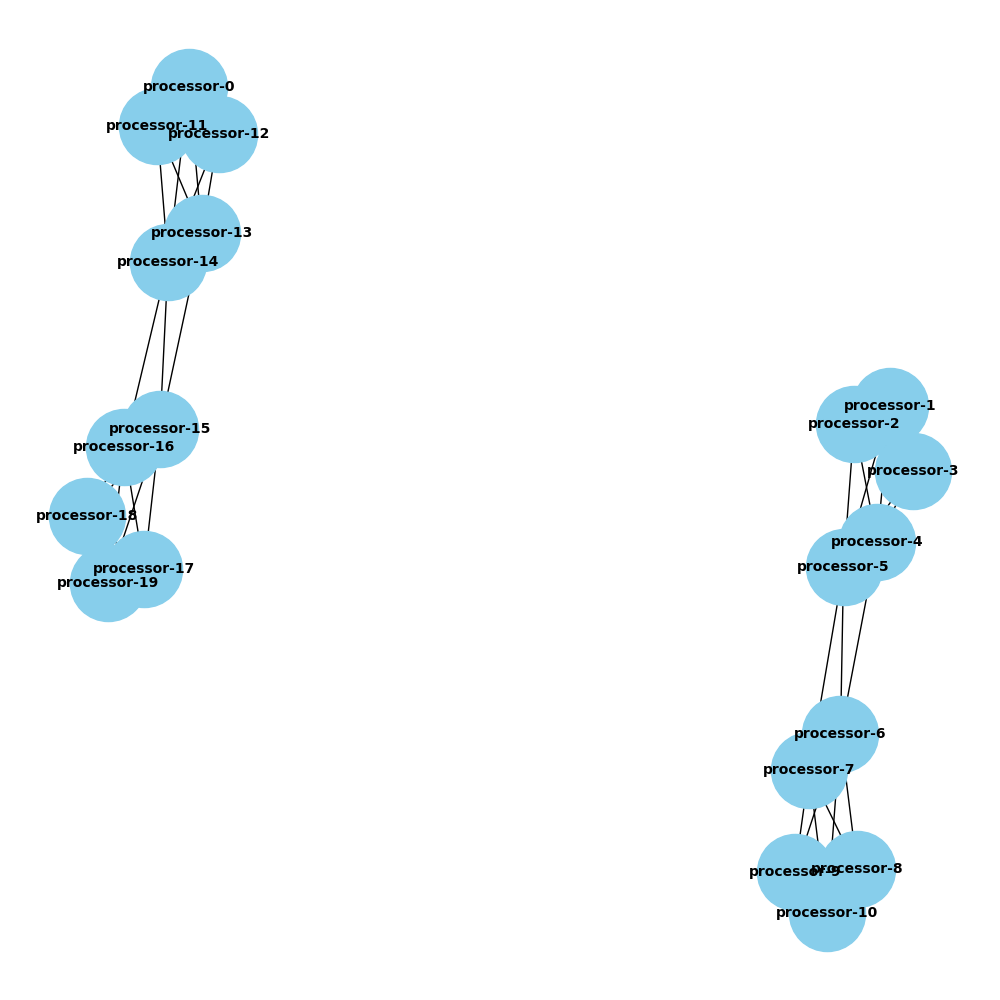 processor-0
processor-11
processor-12
processor-13
processor-14
processor-15
processor-16
processor-18
processor-17
processor-19
processor-1
processor-2
processor-3
processor-4
processor-5
processor-6
processor-7
processor-8
processor-9
processor-10